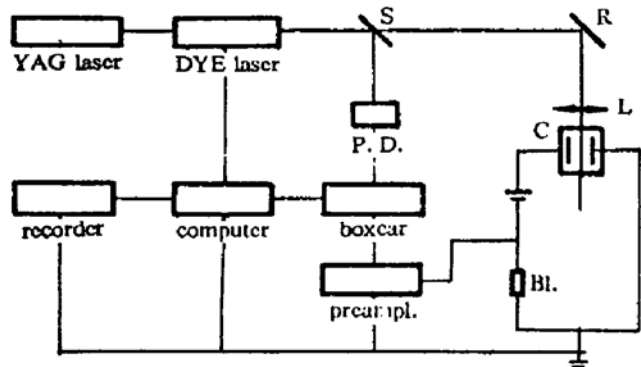 S
R
YAG laser
DYE laser
L
C
P. D.
recorder
computer
boxcar
Bl.
preampl.